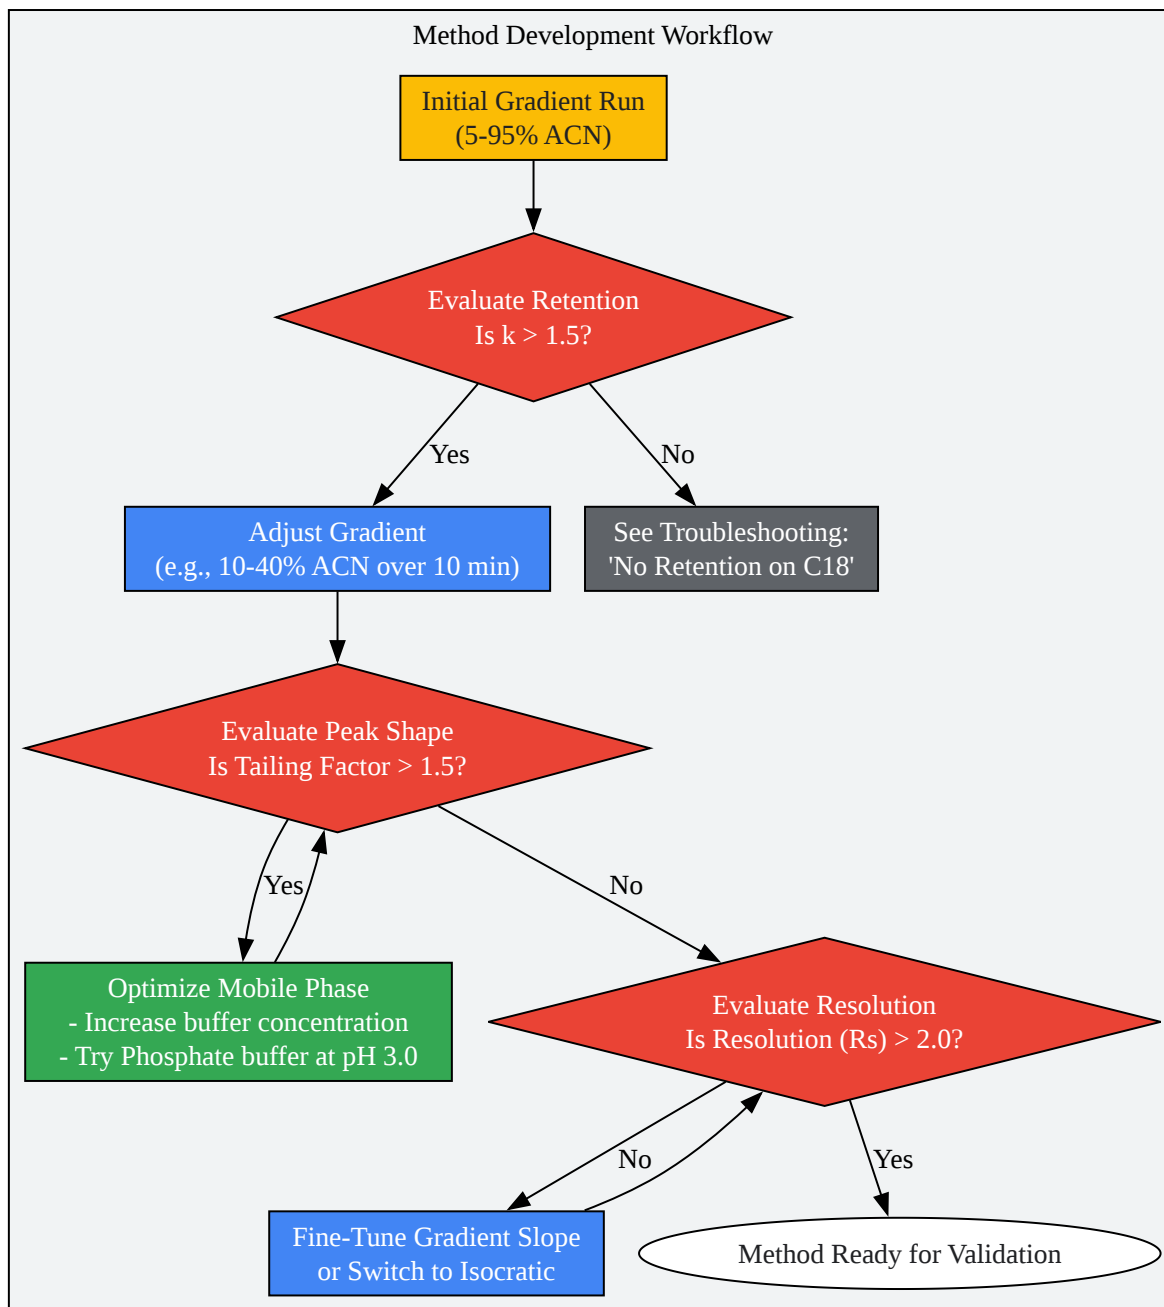 Method Development Workflow
Initial Gradient Run
(5-95% ACN)
Evaluate Retention
Is k > 1.5?
Yes
No
Adjust Gradient
(e.g., 10-40% ACN over 10 min)
See Troubleshooting:
'No Retention on C18'
Evaluate Peak Shape
Is Tailing Factor > 1.5?
Yes
No
Optimize Mobile Phase
- Increase buffer concentration
- Try Phosphate buffer at pH 3.0
Evaluate Resolution
Is Resolution (Rs) > 2.0?
No
Yes
Fine-Tune Gradient Slope
or Switch to Isocratic
Method Ready for Validation